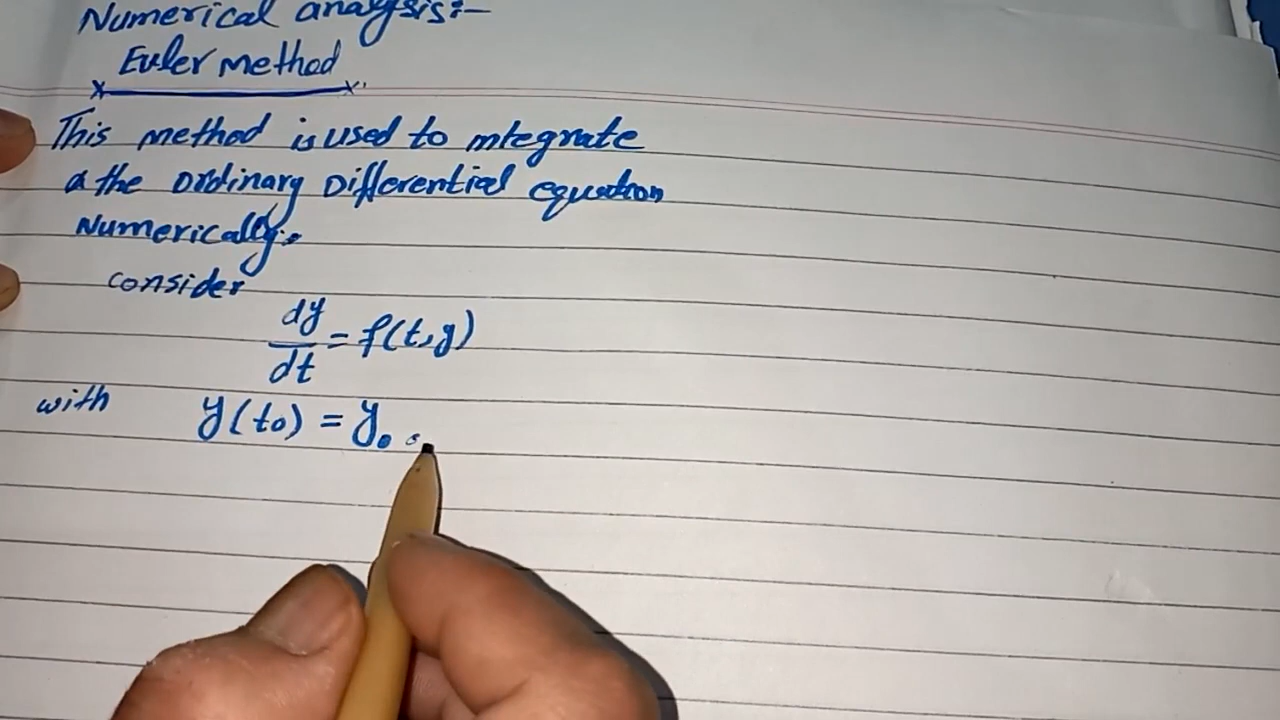 Numerical analysis:-
Euler method
This method is used to integrate
a the ordinary Differential equation
Numerically.
consider
dy/dt = f(t,y)
with y(t0) = y0.